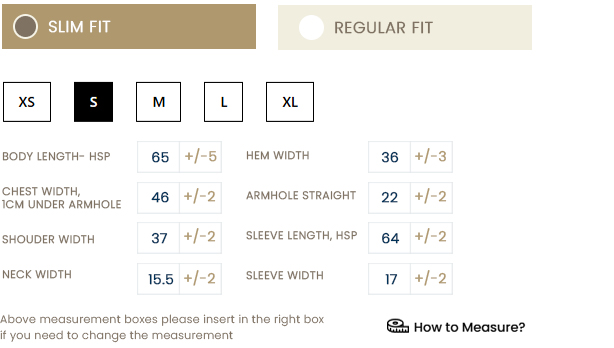 SLIM FIT
REGULAR FIT
XS S M L XL
BODY LENGTH- HSP 65 +/-5 HEM WIDTH 36 +/-3
CHEST WIDTH,
1CM UNDER ARMHOLE 46 +/-2 ARMHOLE STRAIGHT 22 +/-2
SHOUDER WIDTH 37 +/-2 SLEEVE LENGTH, HSP 64 +/-2
NECK WIDTH 15.5 +/-2 SLEEVE WIDTH 17 +/-2
Above measurement boxes please insert in the right box
if you need to change the measurement
How to Measure?